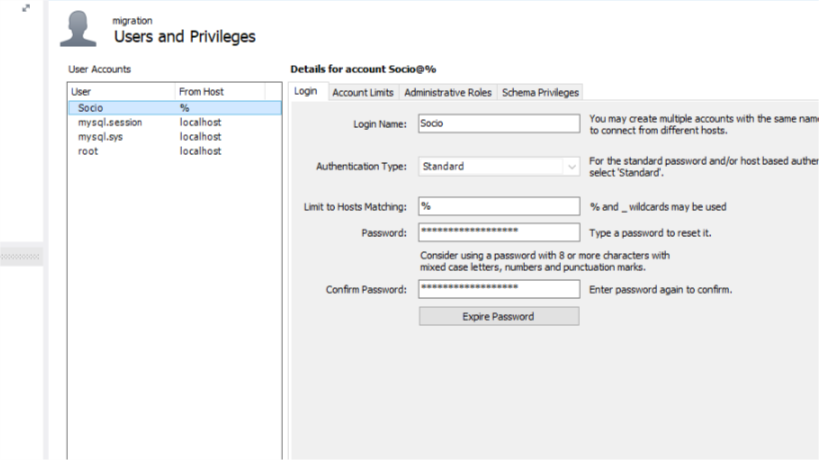 migration
Users and Privileges
User Accounts
User From Host
Socio %
mysql.session localhost
mysql.sys localhost
root localhost
Details for account Socio@%
Login Account Limits Administrative Roles Schema Privileges
Login Name: Socio You may create multiple accounts with the same name
to connect from different hosts.
Authentication Type: Standard For the standard password and/or host based
select 'Standard'.
Limit to Hosts Matching: % % and _ wildcards may be used
Password: ****************** Type a password to reset it.
Consider using a password with 8 or more characters with
mixed case letters, numbers and punctuation marks.
Confirm Password: ****************** Enter password again to confirm.
Expire Password